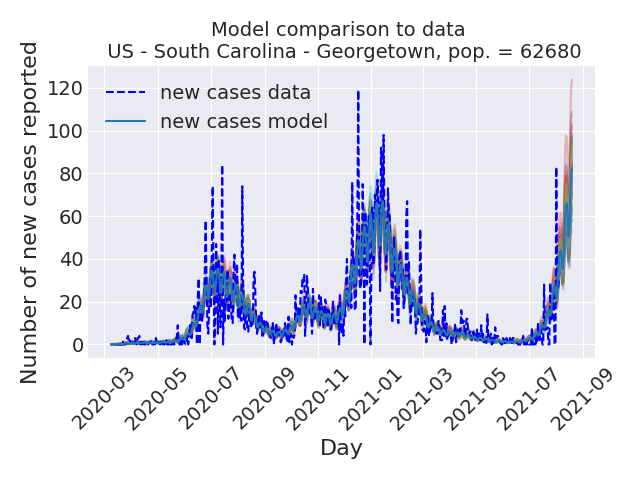 Model comparison to data
US - South Carolina - Georgetown, pop. = 62680
Number of new cases reported
120
100
80
60
40
20
0
new cases data
new cases model
2020-03
2020-05
2020-07
2020-09
2020-11
2021-01
2021-03
2021-05
2021-07
2021-09
Day